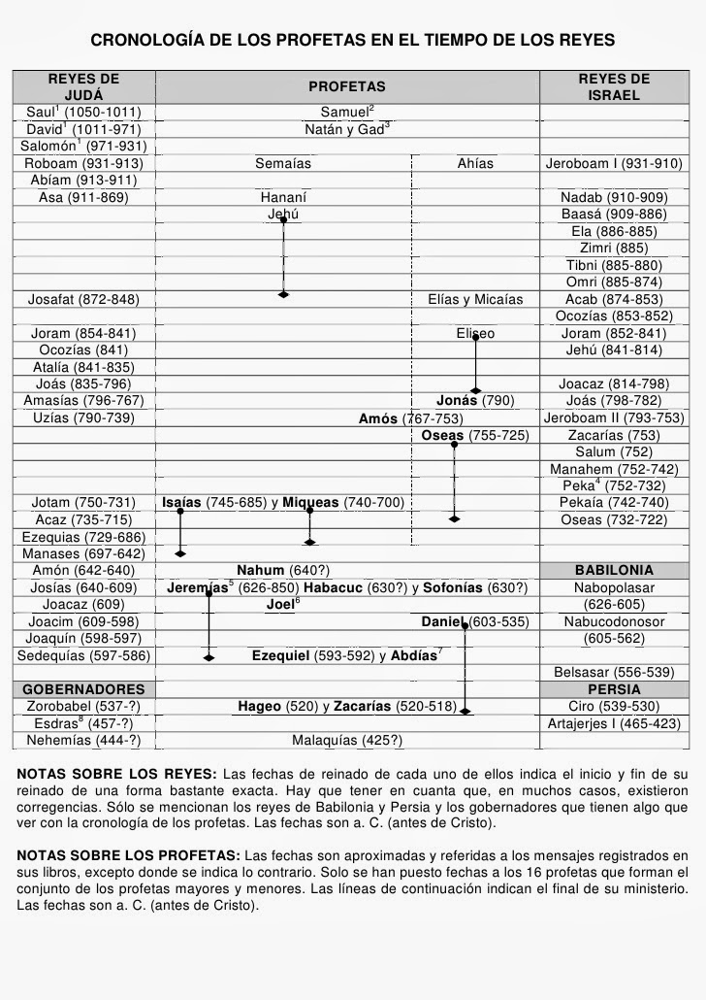 CRONOLOGÍA DE LOS PROFETAS EN EL TIEMPO DE LOS REYES
REYES DE JUDÁ PROFETAS REYES DE ISRAEL
Saul¹ (1050-1011) Samuel²
David¹ (1011-971) Natán y Gad³
Salomón¹ (971-931)
Roboam (931-913) Semaías Ahías Jeroboam I (931-910)
Abíam (913-911)
Asa (911-869) Hananí Nadab (910-909)
Jehú Baasá (909-886)
Ela (886-885)
Zimri (885)
Tibni (885-880)
Omri (885-874)
Josafat (872-848) Elías y Micaías Acab (874-853)
Ocozías (853-852)
Joram (854-841) Eliseo Joram (852-841)
Ocozías (841) Jehú (841-814)
Atalía (841-835)
Joás (835-796) Joacaz (814-798)
Amasías (796-767) Jonás (790) Joás (798-782)
Uzías (790-739) Amós (767-753) Jeroboam II (793-753)
Oseas (755-725) Zacarías (753)
Salum (752)
Manahem (752-742)
Peka⁴ (752-732)
Jotam (750-731) Isaías (745-685) y Miqueas (740-700) Pekaía (742-740)
Acaz (735-715) Oseas (732-722)
Ezequias (729-686)
Manases (697-642)
Amón (642-640) Nahum (640?) BABILONIA
Josías (640-609) Jeremías⁵ (626-850) Habacuc (630?) y Sofonías (630?) Nabopolasar
Joacaz (609) Joel⁶ (626-605)
Joacim (609-598) Daniel (603-535) Nabucodonosor
Joaquín (598-597) (605-562)
Sedequías (597-586) Ezequiel (593-592) y Abdías⁷
Belsasar (556-539)
GOBERNADORES PERSIA
Zorobabel (537-?) Hageo (520) y Zacarías (520-518) Ciro (539-530)
Esdras⁸ (457-?) Artajerjes I (465-423)
Nehemías (444-?) Malaquías (425?)
NOTAS SOBRE LOS REYES: Las fechas de reinado de cada uno de ellos indica el inicio y fin de su
reinado de una forma bastante exacta. Hay que tener en cuanta que, en muchos casos, existieron
corregencias. Sólo se mencionan los reyes de Babilonia y Persia y los gobernadores que tienen algo que
ver con la cronología de los profetas. Las fechas son a. C. (antes de Cristo).
NOTAS SOBRE LOS PROFETAS: Las fechas son aproximadas y referidas a los mensajes registrados en
sus libros, excepto donde se indica lo contrario. Solo se han puesto fechas a los 16 profetas que forman el
conjunto de los profetas mayores y menores. Las líneas de continuación indican el final de su ministerio.
Las fechas son a. C. (antes de Cristo).